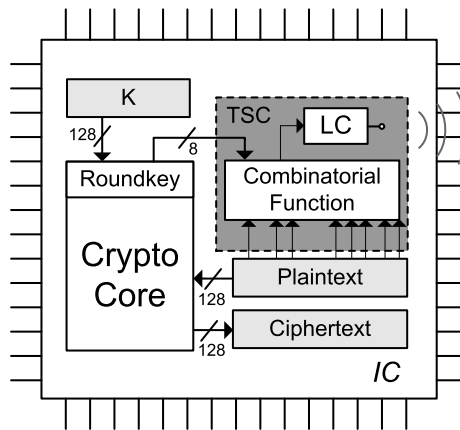 K
TSC
LC
128
8
Roundkey
Combinatorial
Function
Crypto
Core
Plaintext
128
Ciphertext
128
IC